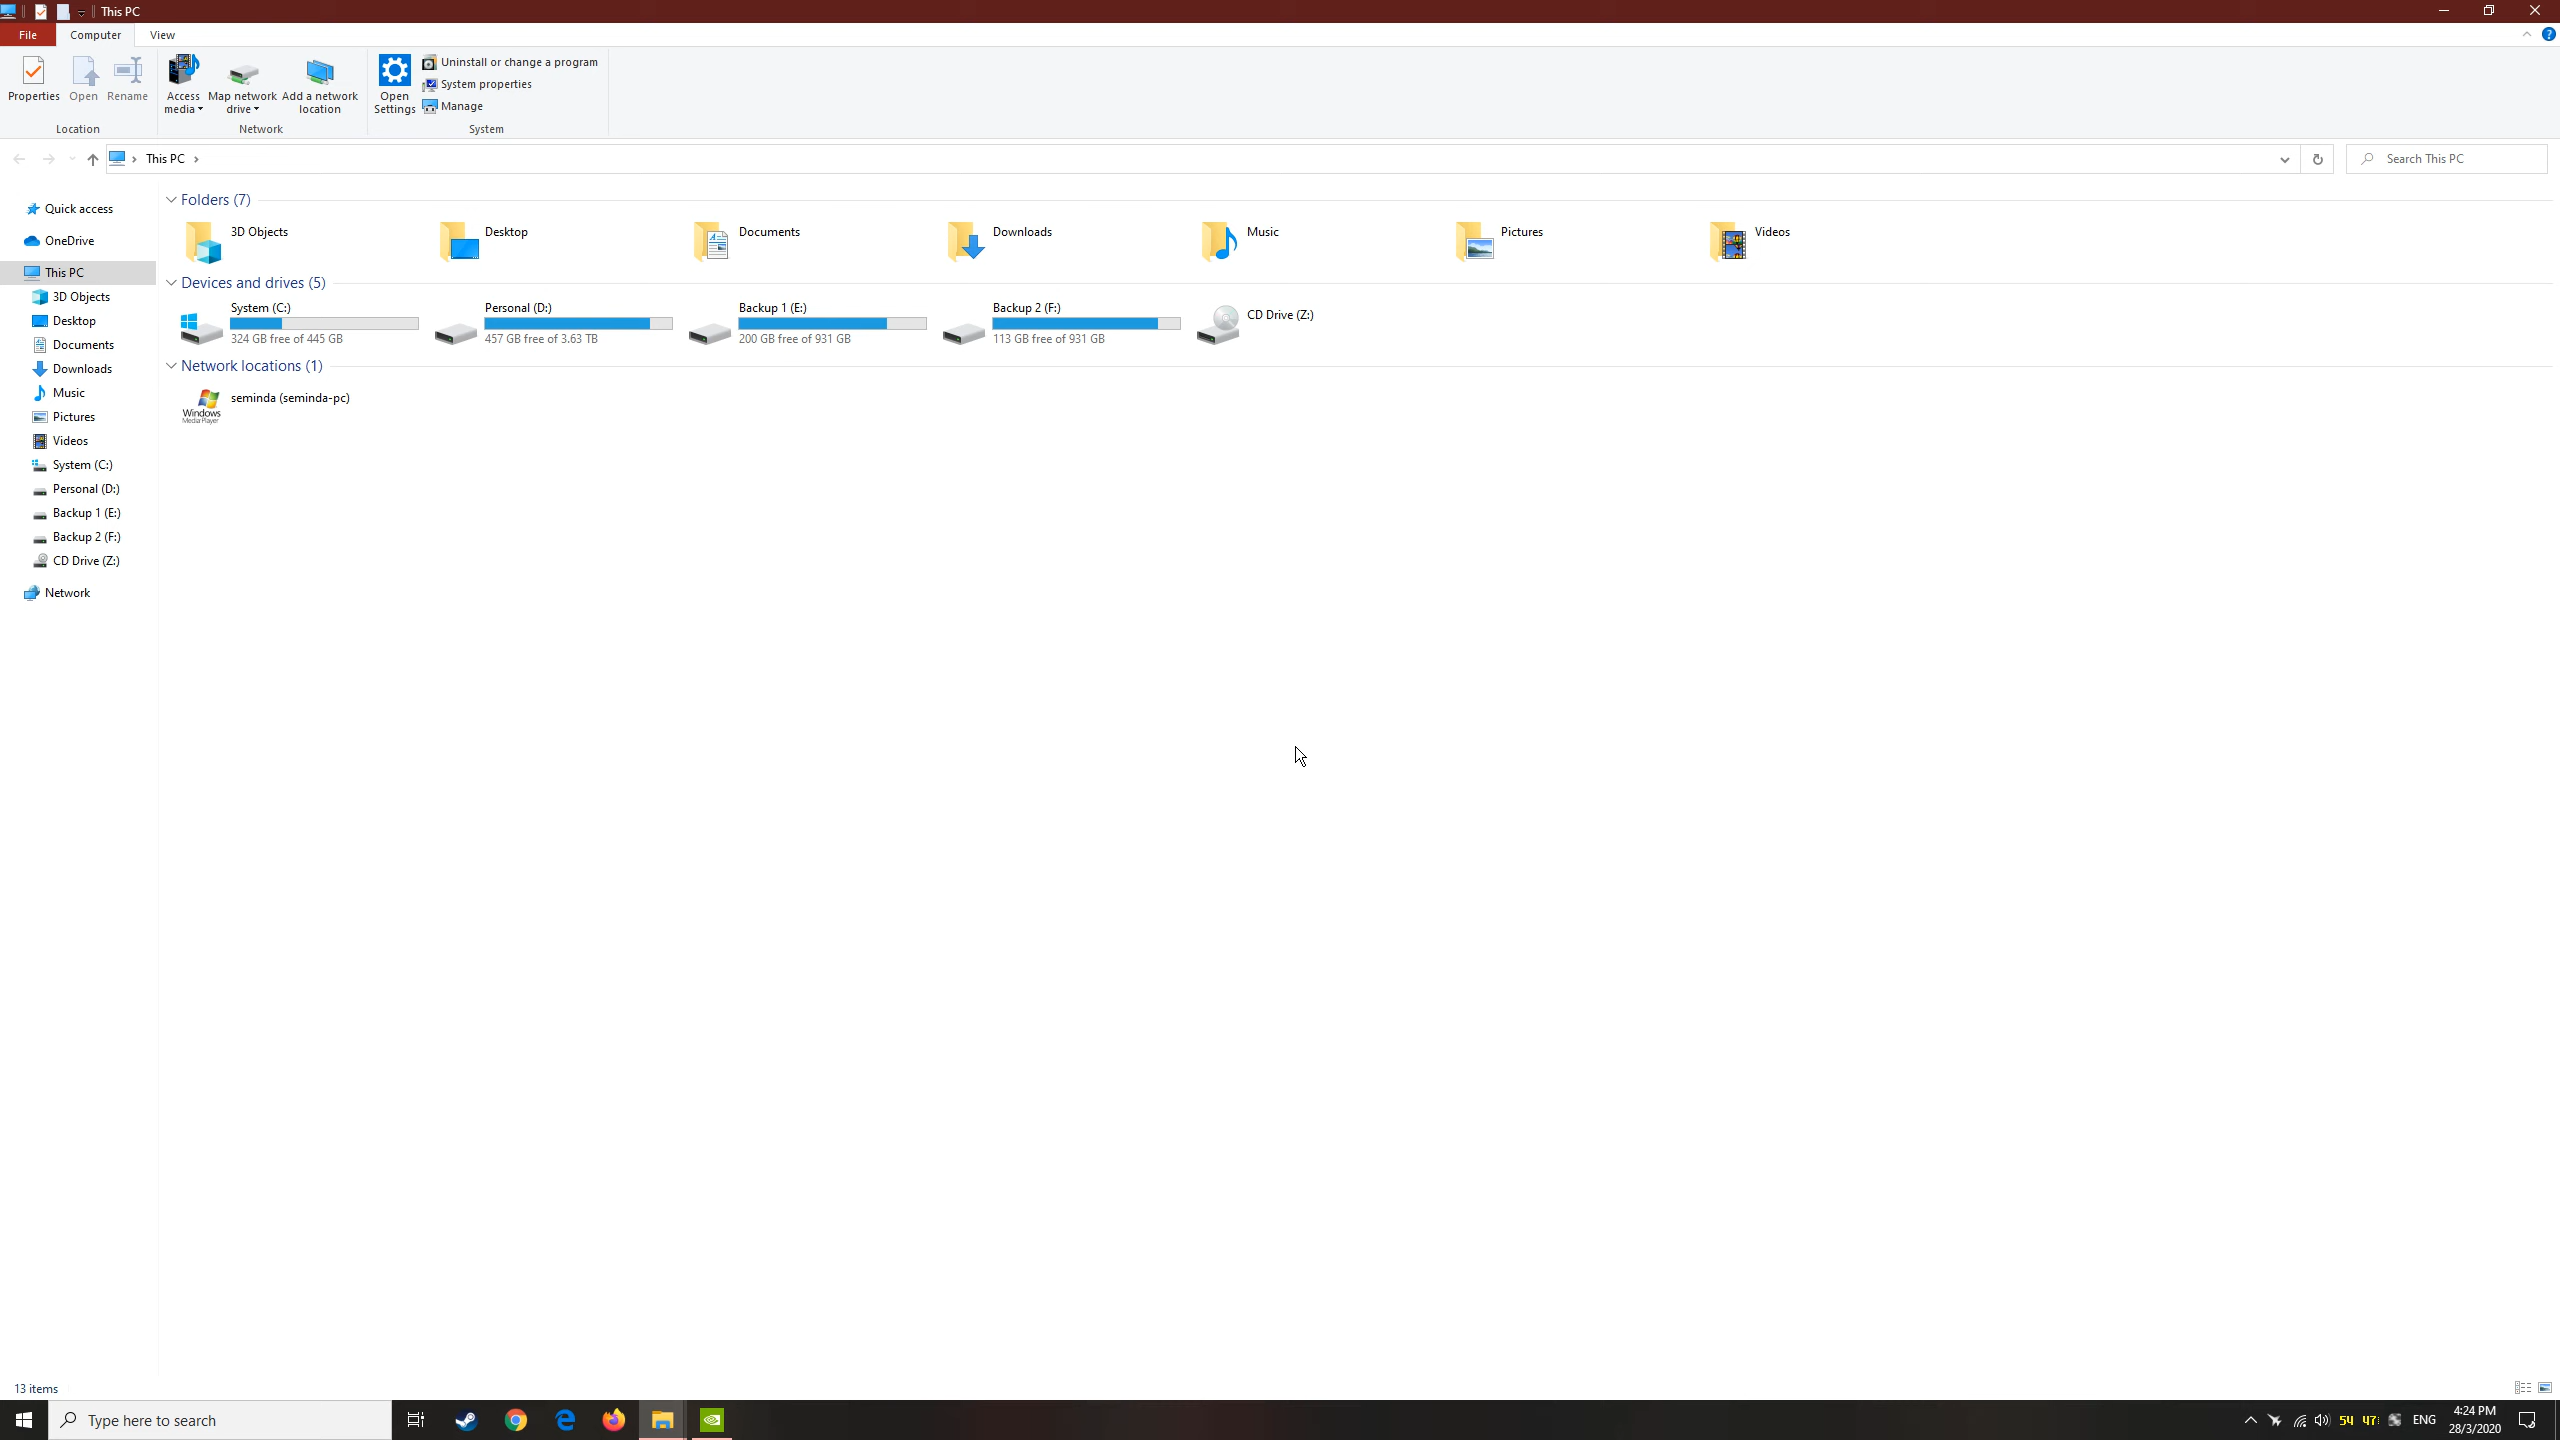 This PC
File Computer View
Properties Open Rename Access media Map network drive Add a network location Open Settings
Uninstall or change a program
System properties
Manage
Location Network System
This PC
Search This PC
Quick access
OneDrive
This PC
3D Objects
Desktop
Documents
Downloads
Music
Pictures
Videos
System (C:)
Personal (D:)
Backup 1 (E:)
Backup 2 (F:)
CD Drive (Z:)
Network
Folders (7)
3D Objects Desktop Documents Downloads Music Pictures Videos
Devices and drives (5)
System (C:) Personal (D:) Backup 1 (E:) Backup 2 (F:) CD Drive (Z:)
324 GB free of 445 GB 457 GB free of 3.63 TB 200 GB free of 931 GB 113 GB free of 931 GB
Network locations (1)
seminda (seminda-pc)
Windows
Media Player
13 items
Type here to search
54 47 ENG 4:24 PM
28/3/2020